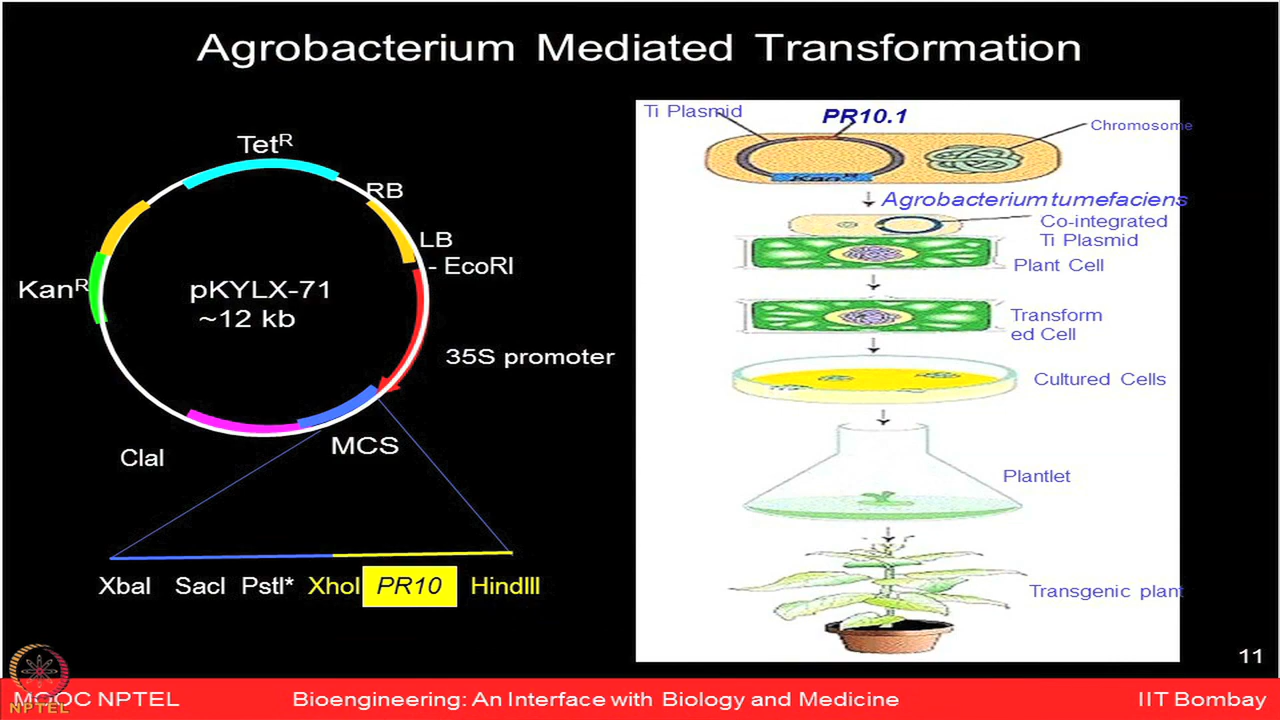 Agrobacterium Mediated Transformation
Tet^R
RB
LB
- EcoRI
Kan^R
pKYLX-71
~12 kb
35S promoter
MCS
ClaI
XbaI SacI PstI* XhoI PR10 HindIII
Ti Plasmid
PR10.1
Chromosome
Kan^R
Agrobacterium tumefaciens
Co-integrated
Ti Plasmid
Plant Cell
Transform
ed Cell
Cultured Cells
Plantlet
Transgenic plant
11
MOOC NPTEL
Bioengineering: An Interface with Biology and Medicine
IIT Bombay
NPTEL